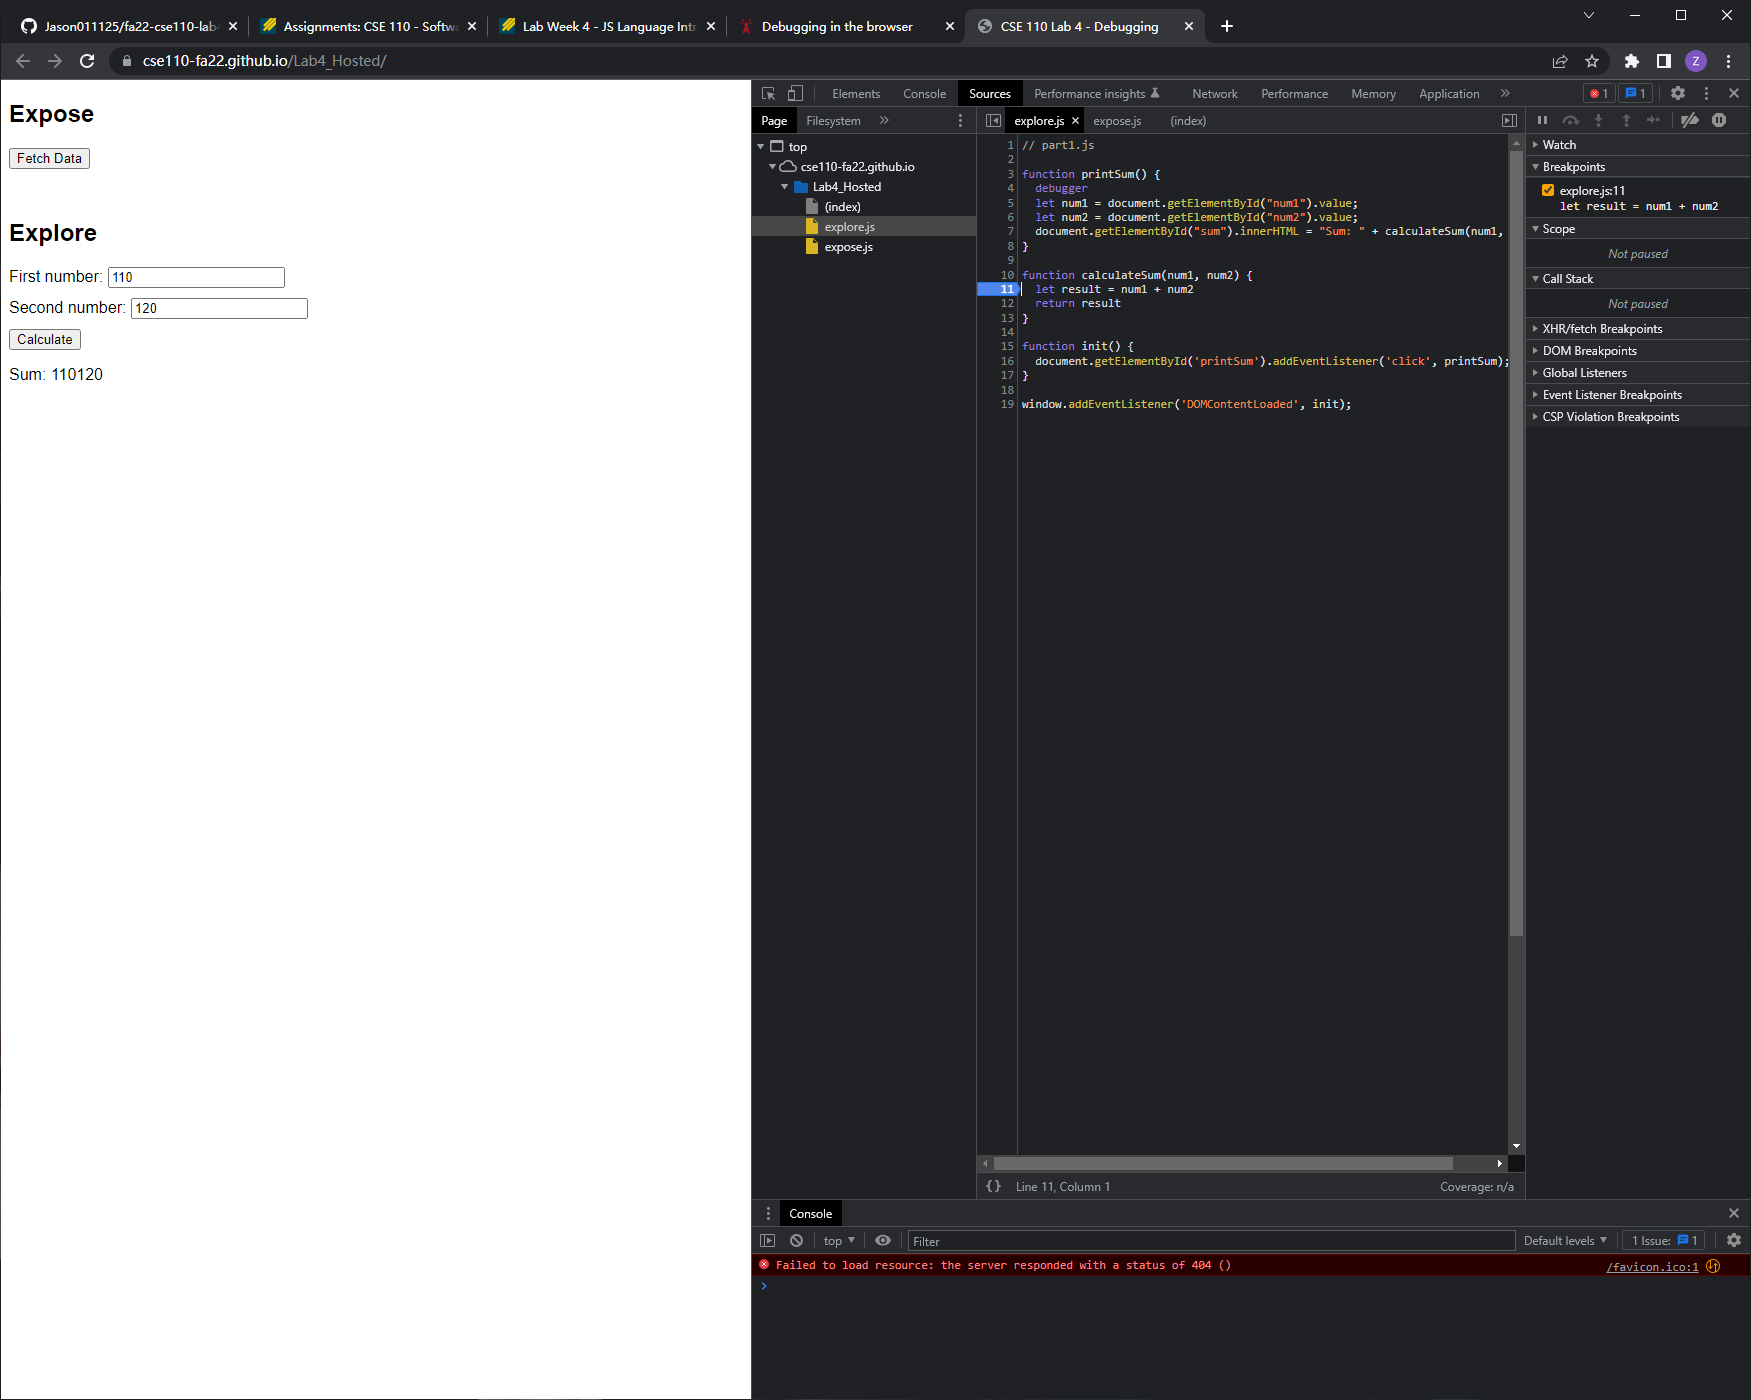 Jason011125/fa22-cse110-lab
Assignments: CSE 110 - Softw
Lab Week 4 - JS Language Intr
Debugging in the browser
CSE 110 Lab 4 - Debugging
cse110-fa22.github.io/Lab4_Hosted/
Z
Expose
Fetch Data
Explore
First number: 110
Second number: 120
Calculate
Sum: 110120
Elements Console Sources Performance insights Network Performance Memory Application
1 1
Page Filesystem
top
cse110-fa22.github.io
Lab4_Hosted
(index)
explore.js
expose.js
explore.js expose.js (index)
1 // part1.js
2
3 function printSum() {
4 debugger
5 let num1 = document.getElementById("num1").value;
6 let num2 = document.getElementById("num2").value;
7 document.getElementById("sum").innerHTML = "Sum: " + calculateSum(num1,
8 }
9
10 function calculateSum(num1, num2) {
11 let result = num1 + num2
12 return result
13 }
14
15 function init() {
16 document.getElementById('printSum').addEventListener('click', printSum);
17 }
18
19 window.addEventListener('DOMContentLoaded', init);
{} Line 11, Column 1
Coverage: n/a
Watch
Breakpoints
explore.js:11
let result = num1 + num2
Scope
Not paused
Call Stack
Not paused
XHR/fetch Breakpoints
DOM Breakpoints
Global Listeners
Event Listener Breakpoints
CSP Violation Breakpoints
Console
top Filter Default levels 1 Issue: 1
Failed to load resource: the server responded with a status of 404 () /favicon.ico:1